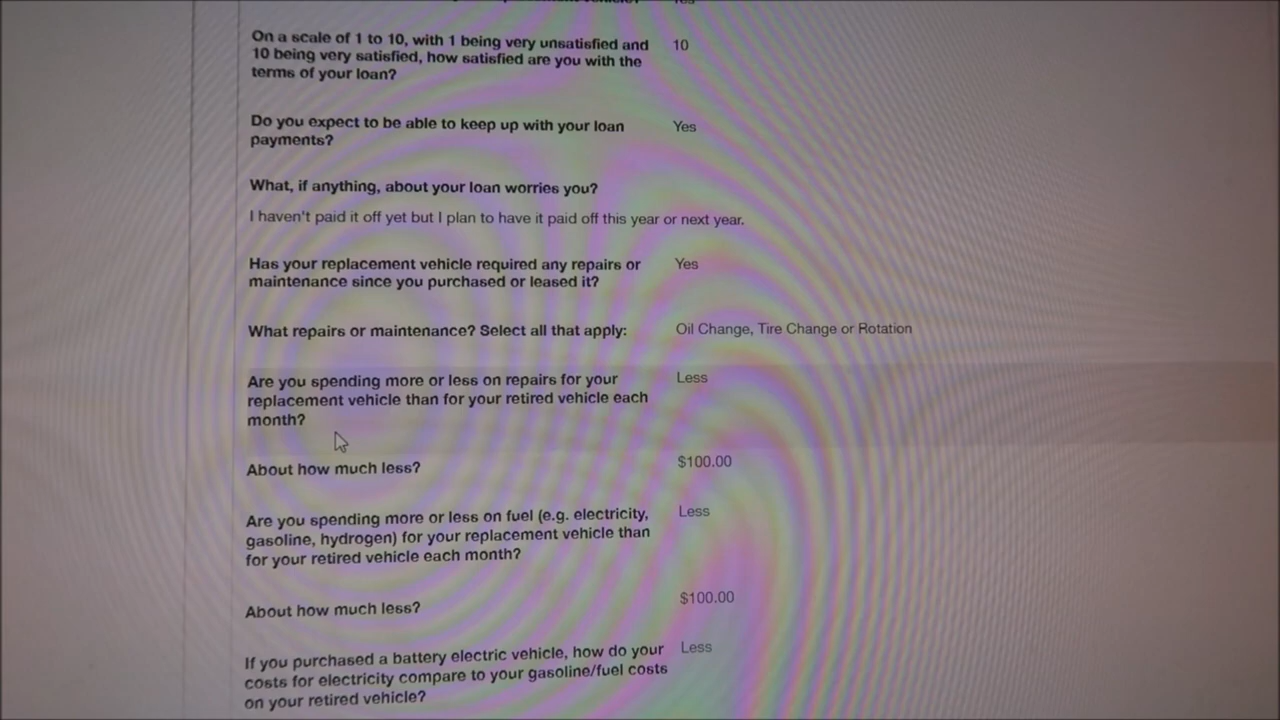 On a scale of 1 to 10, with 1 being very unsatisfied and 10
10 being very satisfied, how satisfied are you with the
terms of your loan?
Do you expect to be able to keep up with your loan Yes
payments?
What, if anything, about your loan worries you?
I haven't paid it off yet but I plan to have it paid off this year or next year.
Has your replacement vehicle required any repairs or Yes
maintenance since you purchased or leased it?
What repairs or maintenance? Select all that apply: Oil Change, Tire Change or Rotation
Are you spending more or less on repairs for your Less
replacement vehicle than for your retired vehicle each
month?
About how much less? $100.00
Are you spending more or less on fuel (e.g. electricity, Less
gasoline, hydrogen) for your replacement vehicle than
for your retired vehicle each month?
About how much less? $100.00
If you purchased a battery electric vehicle, how do your Less
costs for electricity compare to your gasoline/fuel costs
on your retired vehicle?